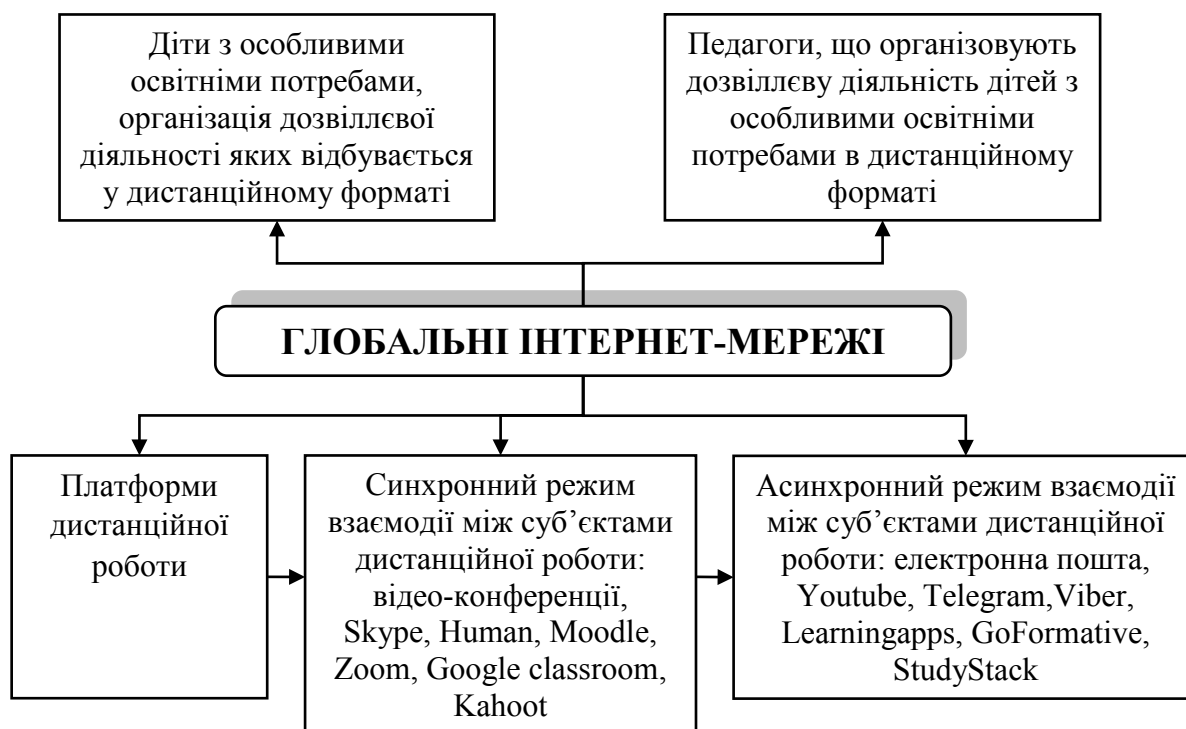 Діти з особливими
освітніми потребами,
організація дозвіллєвої
діяльності яких відбувається
у дистанційному форматі
Педагоги, що організовують
дозвіллєву діяльність дітей з
особливими освітніми
потребами в дистанційному
форматі
ГЛОБАЛЬНІ ІНТЕРНЕТ-МЕРЕЖІ
Платформи
дистанційної
роботи
Синхронний режим
взаємодії між суб’єктами
дистанційної роботи:
відео-конференції,
Skype, Human, Moodle,
Zoom, Google classroom,
Kahoot
Асинхронний режим взаємодії
між суб’єктами дистанційної
роботи: електронна пошта,
Youtube, Telegram,Viber,
Learningapps, GoFormative,
StudyStack